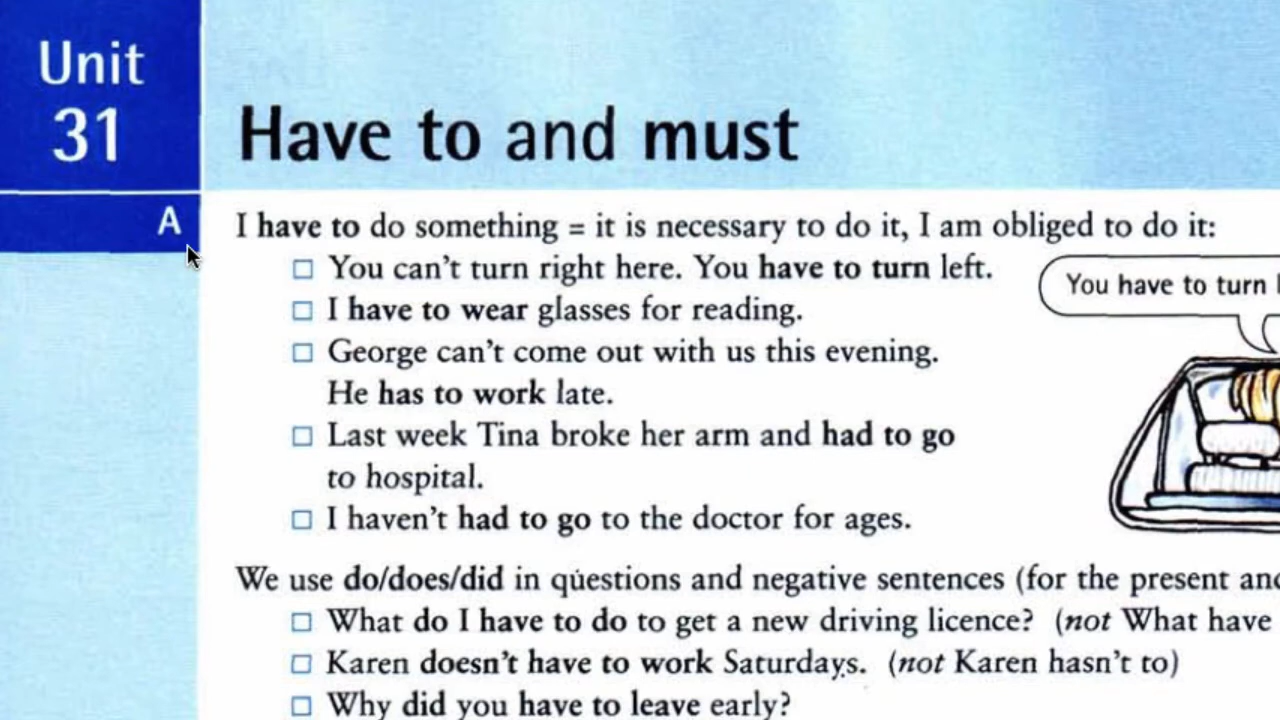 Unit
31
Have to and must
A
I have to do something = it is necessary to do it, I am obliged to do it:
You can't turn right here. You have to turn left.
You have to turn
I have to wear glasses for reading.
George can't come out with us this evening.
He has to work late.
Last week Tina broke her arm and had to go
to hospital.
I haven't had to go to the doctor for ages.
We use do/does/did in questions and negative sentences (for the present and
What do I have to do to get a new driving licence? (not What have
Karen doesn't have to work Saturdays. (not Karen hasn't to)
Why did you have to leave early?